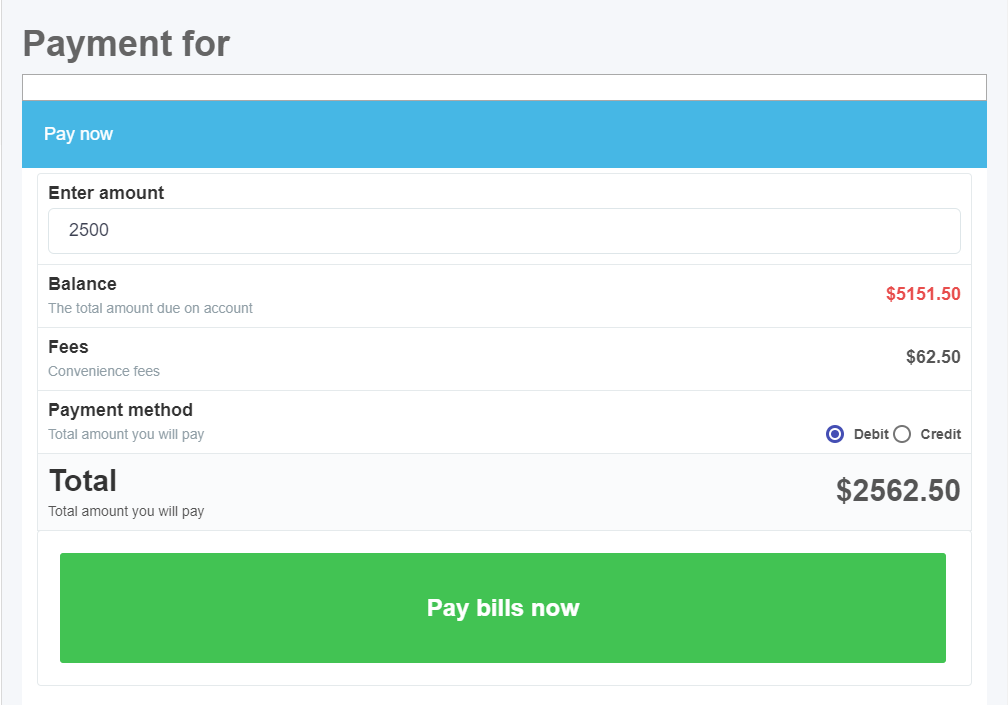 Payment for
Pay now
Enter amount
2500
Balance
The total amount due on account
$5151.50
Fees
Convenience fees
$62.50
Payment method
Total amount you will pay
Debit Credit
Total
Total amount you will pay
$2562.50
Pay bills now